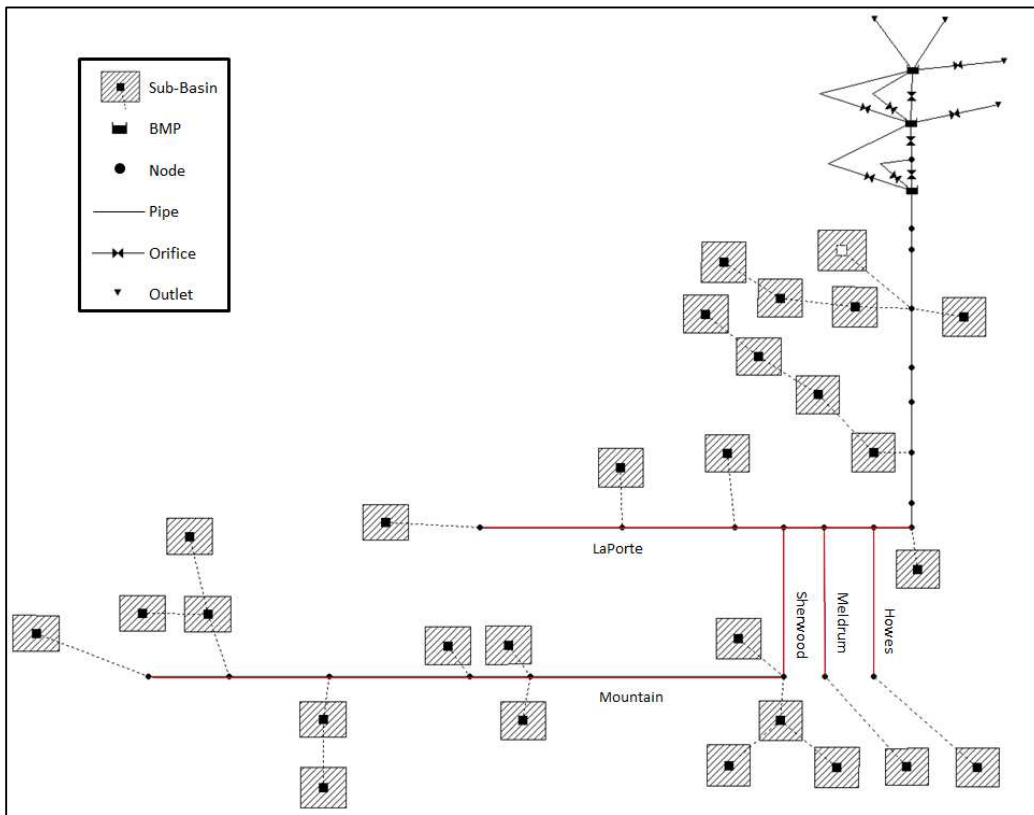 Sub-Basin
BMP
Node
Pipe
Orifice
Outlet
LaPorte
Sherwood
Meldrum
Howes
Mountain